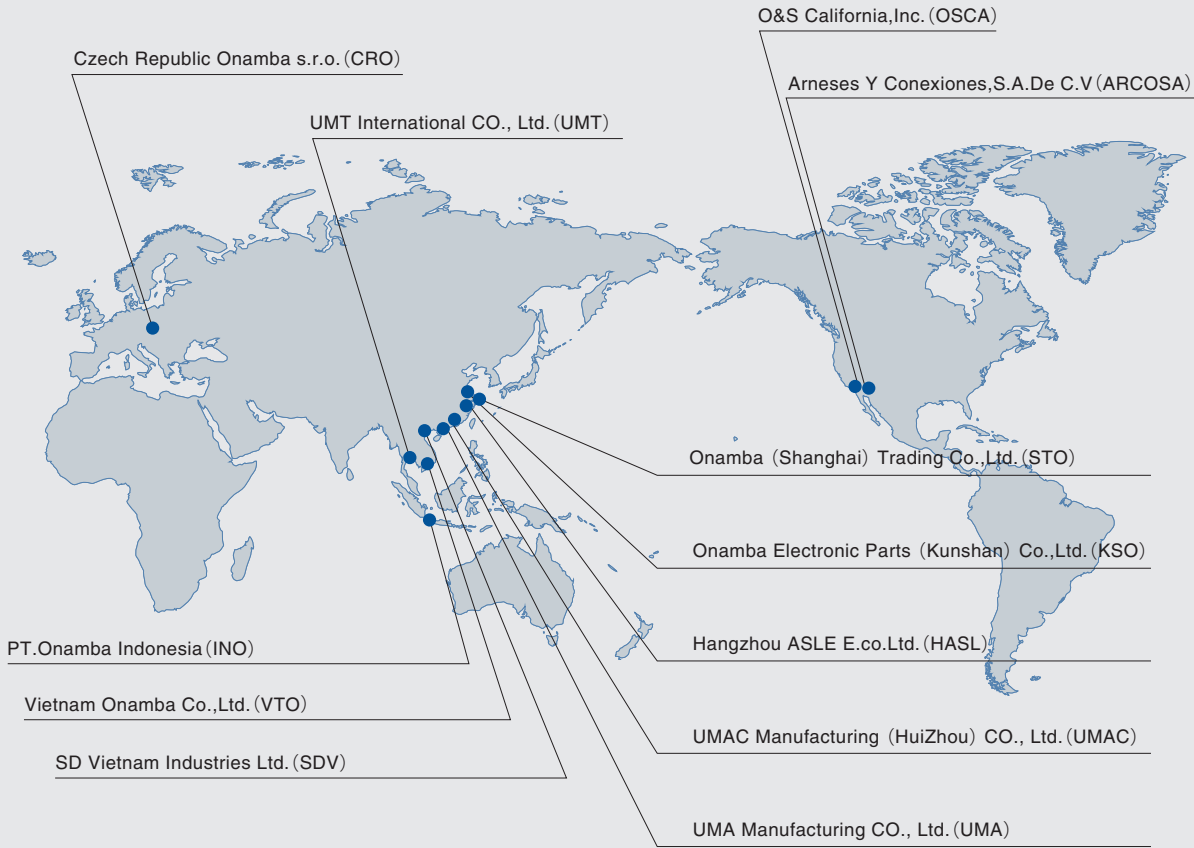 O&S California,Inc.(OSCA)
Czech Republic Onamba s.r.o.(CRO)
Arneses Y Conexiones,S.A.De C.V(ARCOSA)
UMT International CO., Ltd.(UMT)
Onamba (Shanghai) Trading Co.,Ltd.(STO)
Onamba Electronic Parts (Kunshan) Co.,Ltd.(KSO)
Hangzhou ASLE E.co.Ltd.(HASL)
PT.Onamba Indonesia(INO)
Vietnam Onamba Co.,Ltd.(VTO)
UMAC Manufacturing (HuiZhou) CO., Ltd.(UMAC)
SD Vietnam Industries Ltd.(SDV)
UMA Manufacturing CO., Ltd.(UMA)